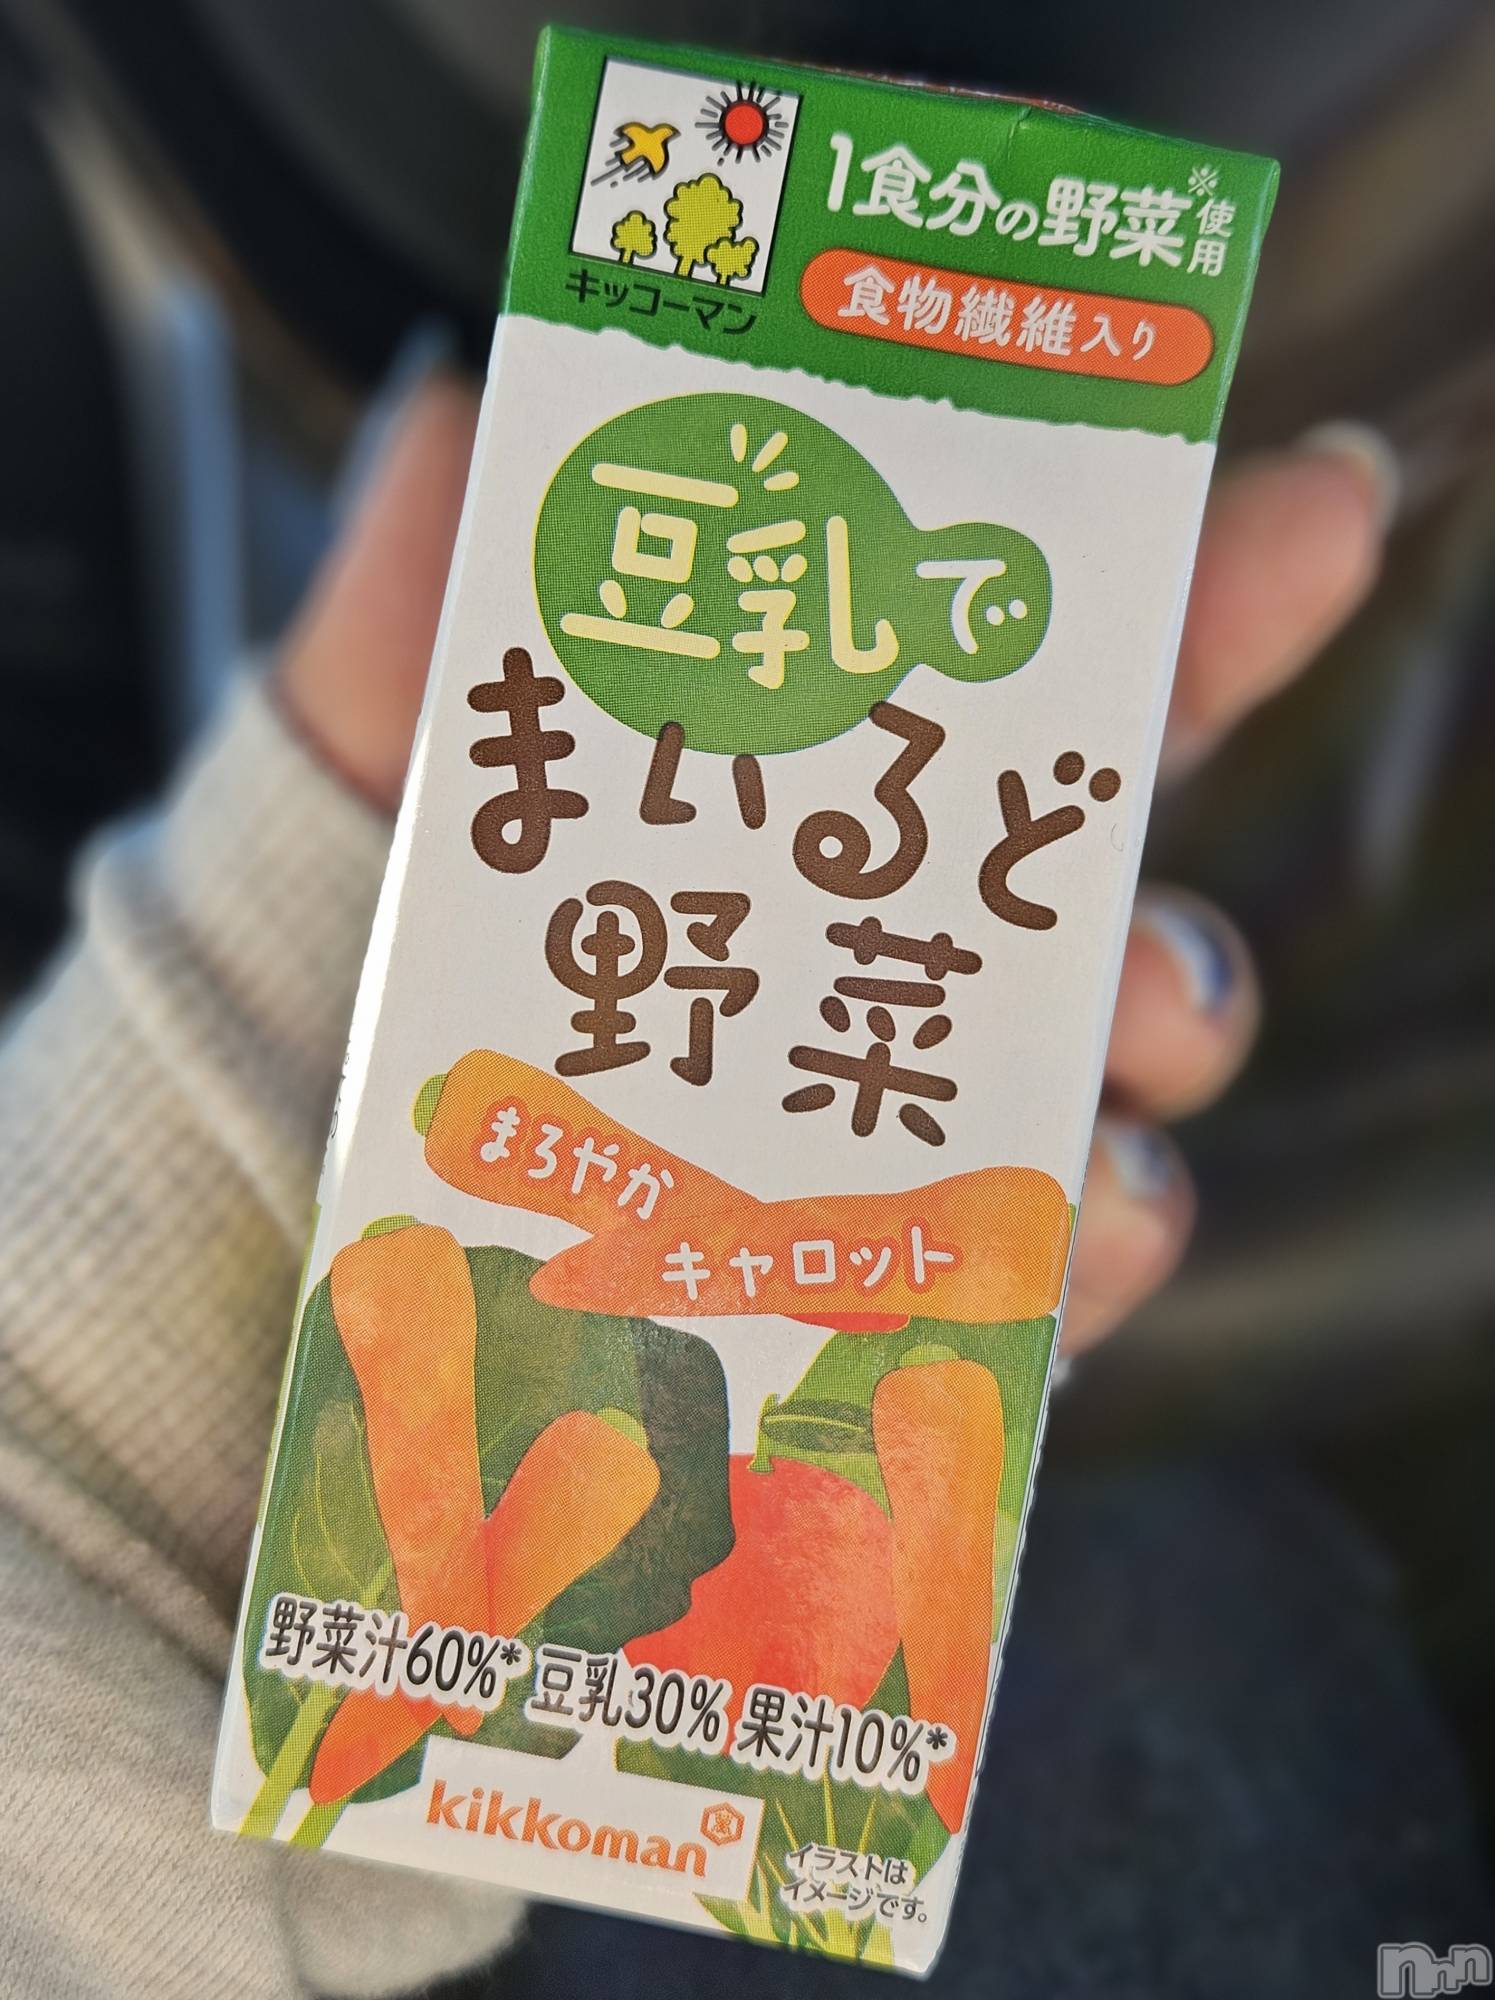 1食分の野菜※使用
食物繊維入り
キッコーマン
豆乳で
まいるど
野菜
まろやか
キャロット
野菜汁60%* 豆乳30% 果汁10%*
kikkoman
イラストは
イメージです。
nnn